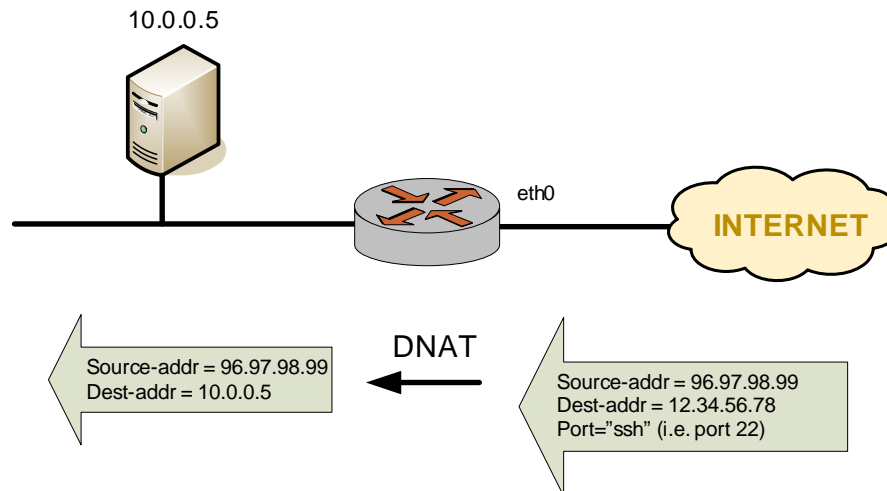 10.0.0.5
eth0
INTERNET
DNAT
Source-addr = 96.97.98.99
Dest-addr = 10.0.0.5
Source-addr = 96.97.98.99
Dest-addr = 12.34.56.78
Port=”ssh” (i.e. port 22)